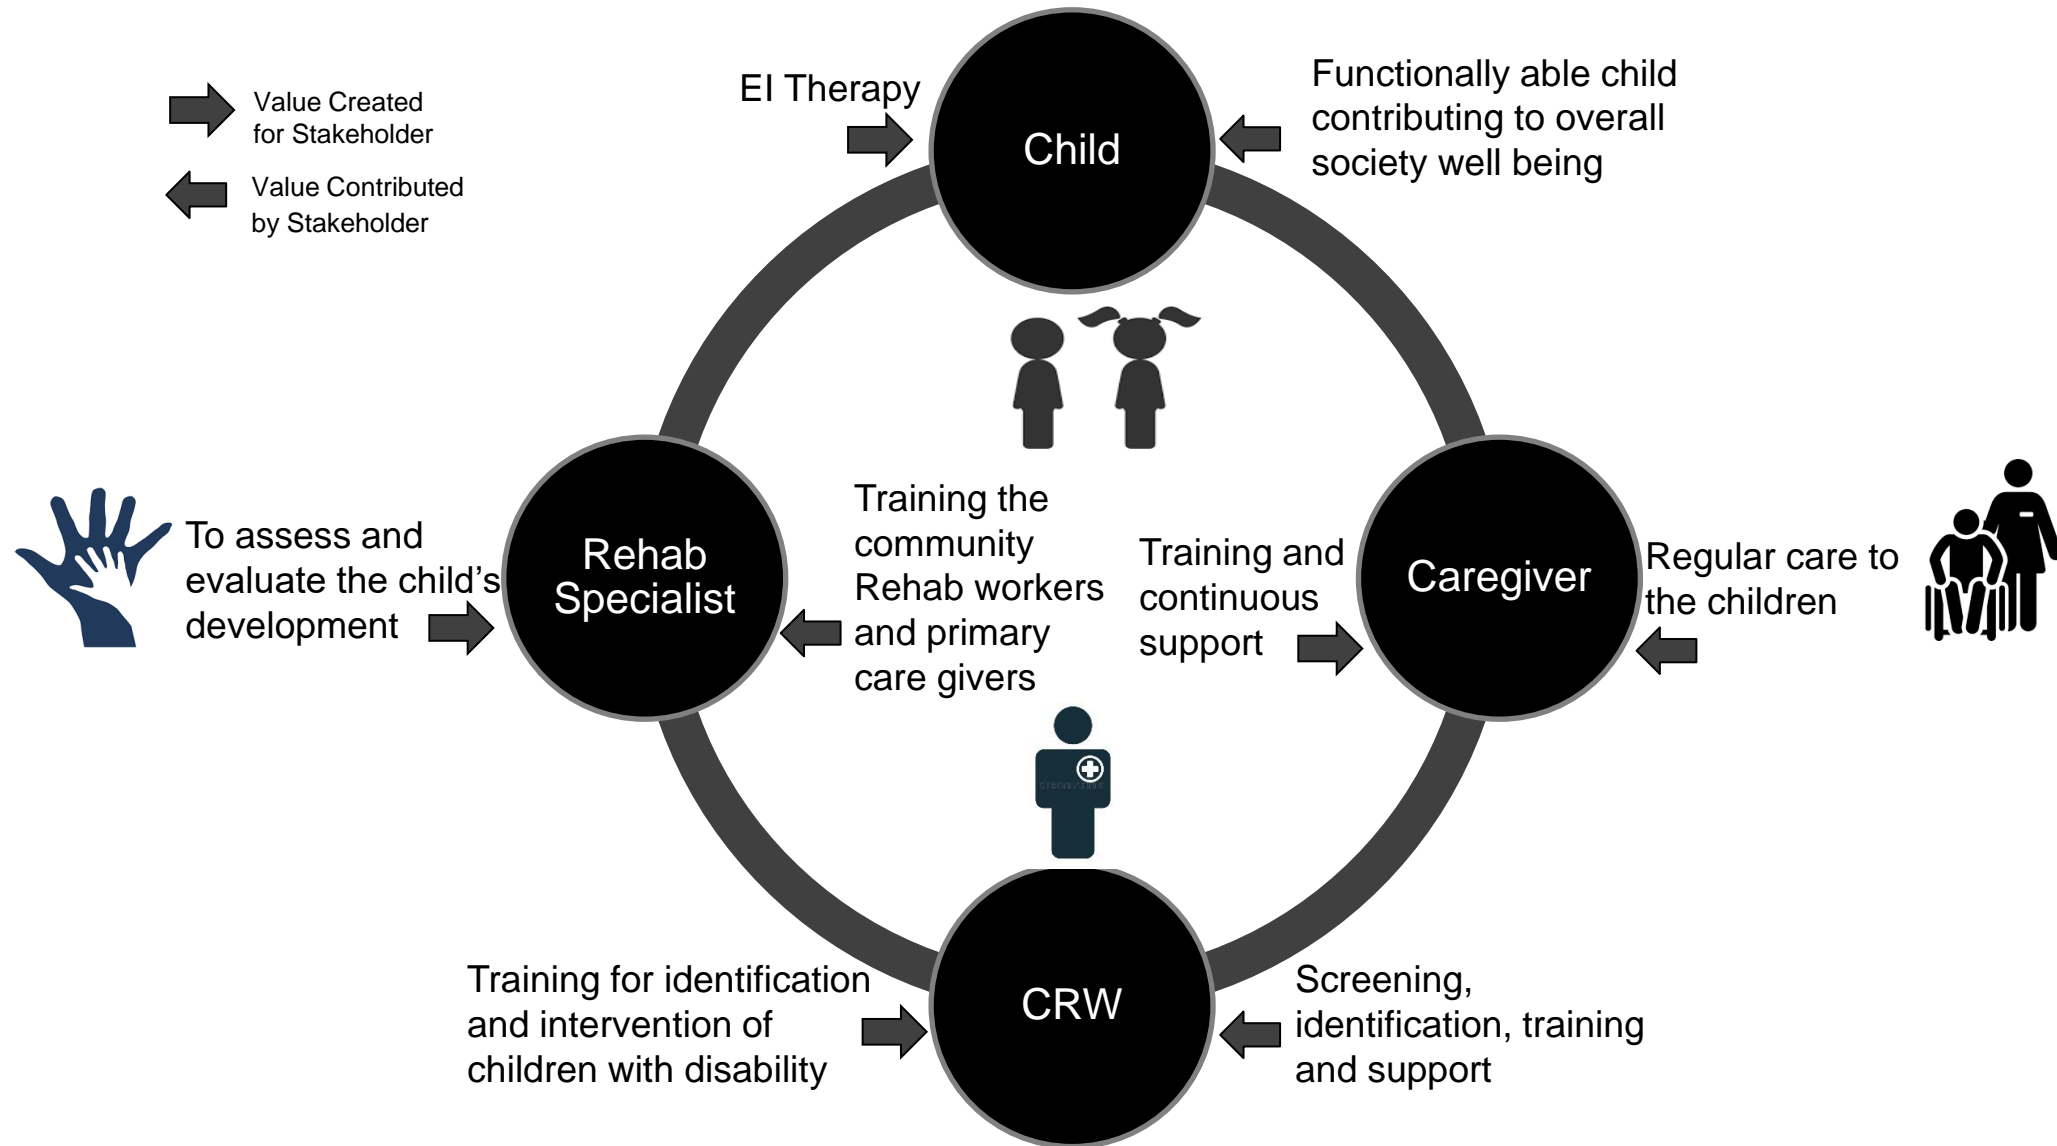 Value Created
for Stakeholder
Value Contributed
by Stakeholder
EI Therapy
Child
Functionally able child
contributing to overall
society well being
To assess and
evaluate the child’s
development
Rehab
Specialist
Training the
community
Rehab workers
and primary
care givers
Training and
continuous
support
Caregiver
Regular care to
the children
Training for identification
and intervention of
children with disability
CRW
Screening,
identification, training
and support